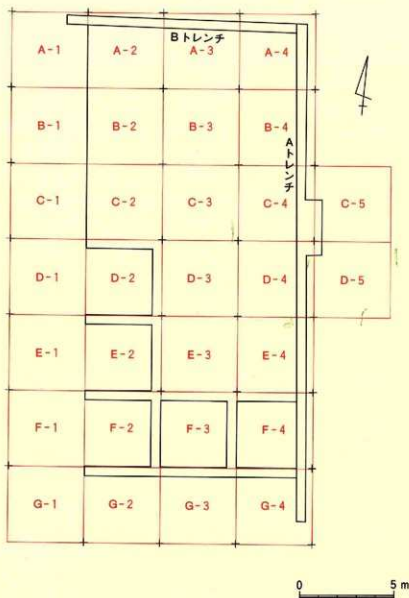 Bトレンチ
A-1 A-2 A-3 A-4
B-1 B-2 B-3 B-4
Aトレンチ
C-1 C-2 C-3 C-4 C-5
D-1 D-2 D-3 D-4 D-5
E-1 E-2 E-3 E-4
F-1 F-2 F-3 F-4
G-1 G-2 G-3 G-4
0 5 m